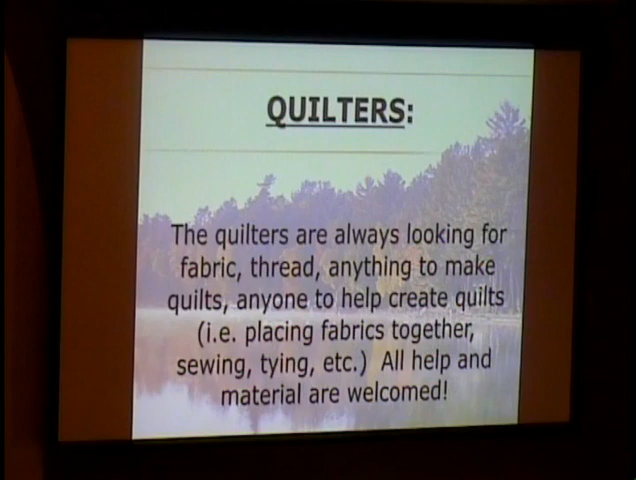 QUILTERS:
The quilters are always looking for
fabric, thread, anything to make
quilts, anyone to help create quilts
(i.e. placing fabrics together,
sewing, tying, etc.) All help and
material are welcomed!